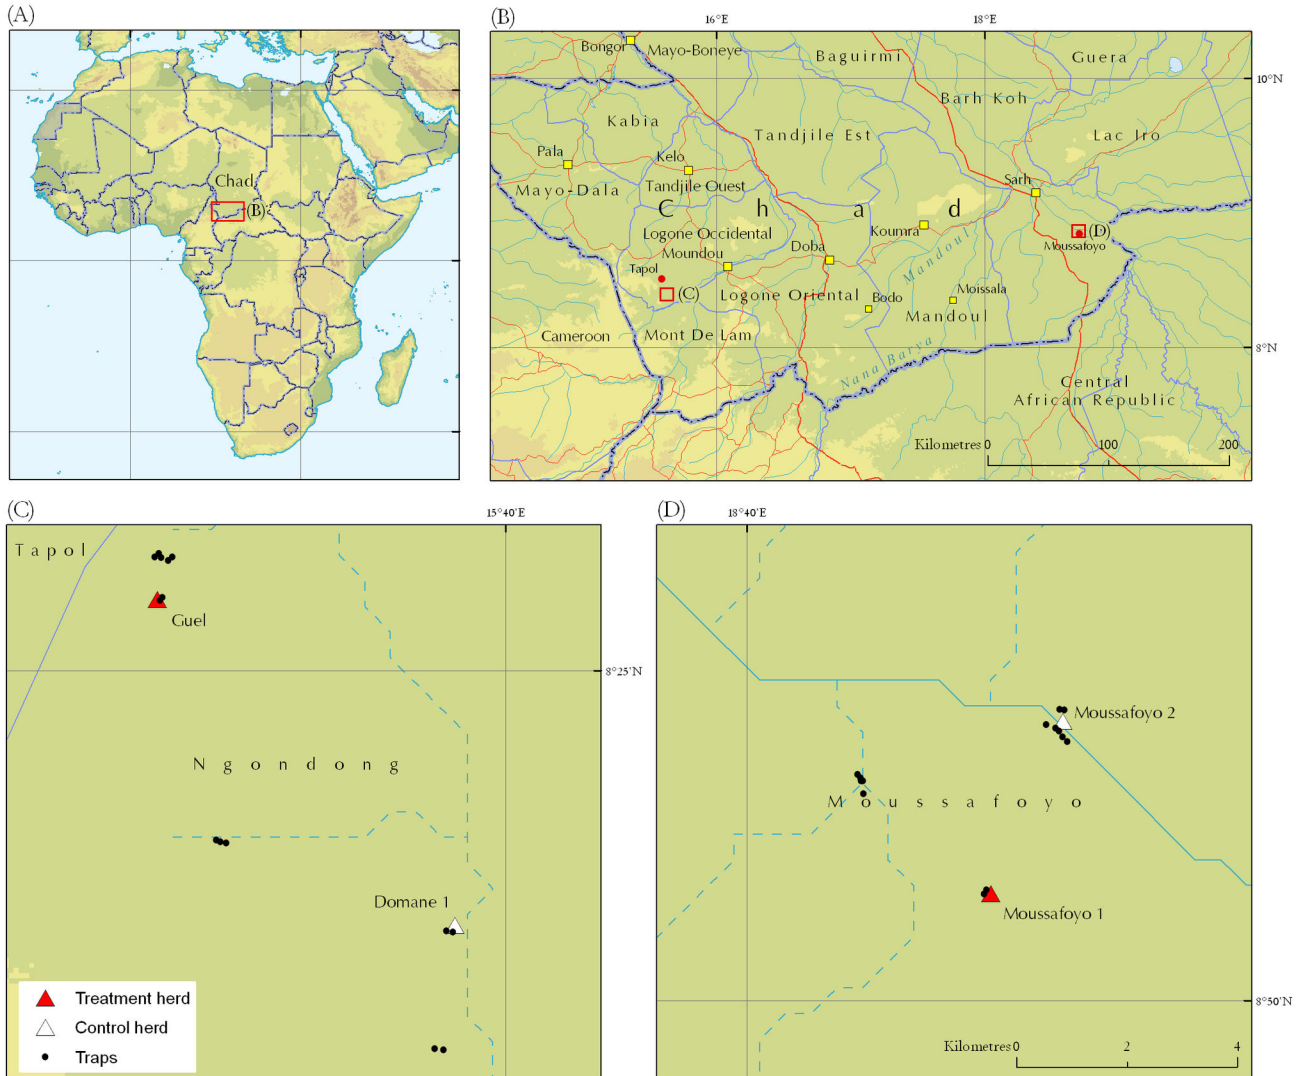 (A)
Chad
(B)
(B)
16°E
18°E
Bongor
Mayo-Boneye
Baguirmi
Guera
10°N
Barh Koh
Kabia
Tandjile Est
Lac Iro
Pala
Kelo
Mayo-Dala
Tandjile Ouest
Sarh
C h a d
Logone Occidental
Koumra
Mandoul
(D)
Moussafoyo
Moundou
Doba
Tapol
(C)
Logone Oriental
Bodo
Moissala
Mandoul
Cameroon
Mont De Lam
Nana Barya
8°N
Central
African Republic
Kilometres 0 100 200
(C)
15°40'E
Tapol
Guel
8°25'N
Ngondong
Domane 1
Treatment herd
Control herd
Traps
(D)
18°40'E
Moussafoyo 2
Moussafoyo
Moussafoyo 1
8°50'N
Kilometres 0 2 4